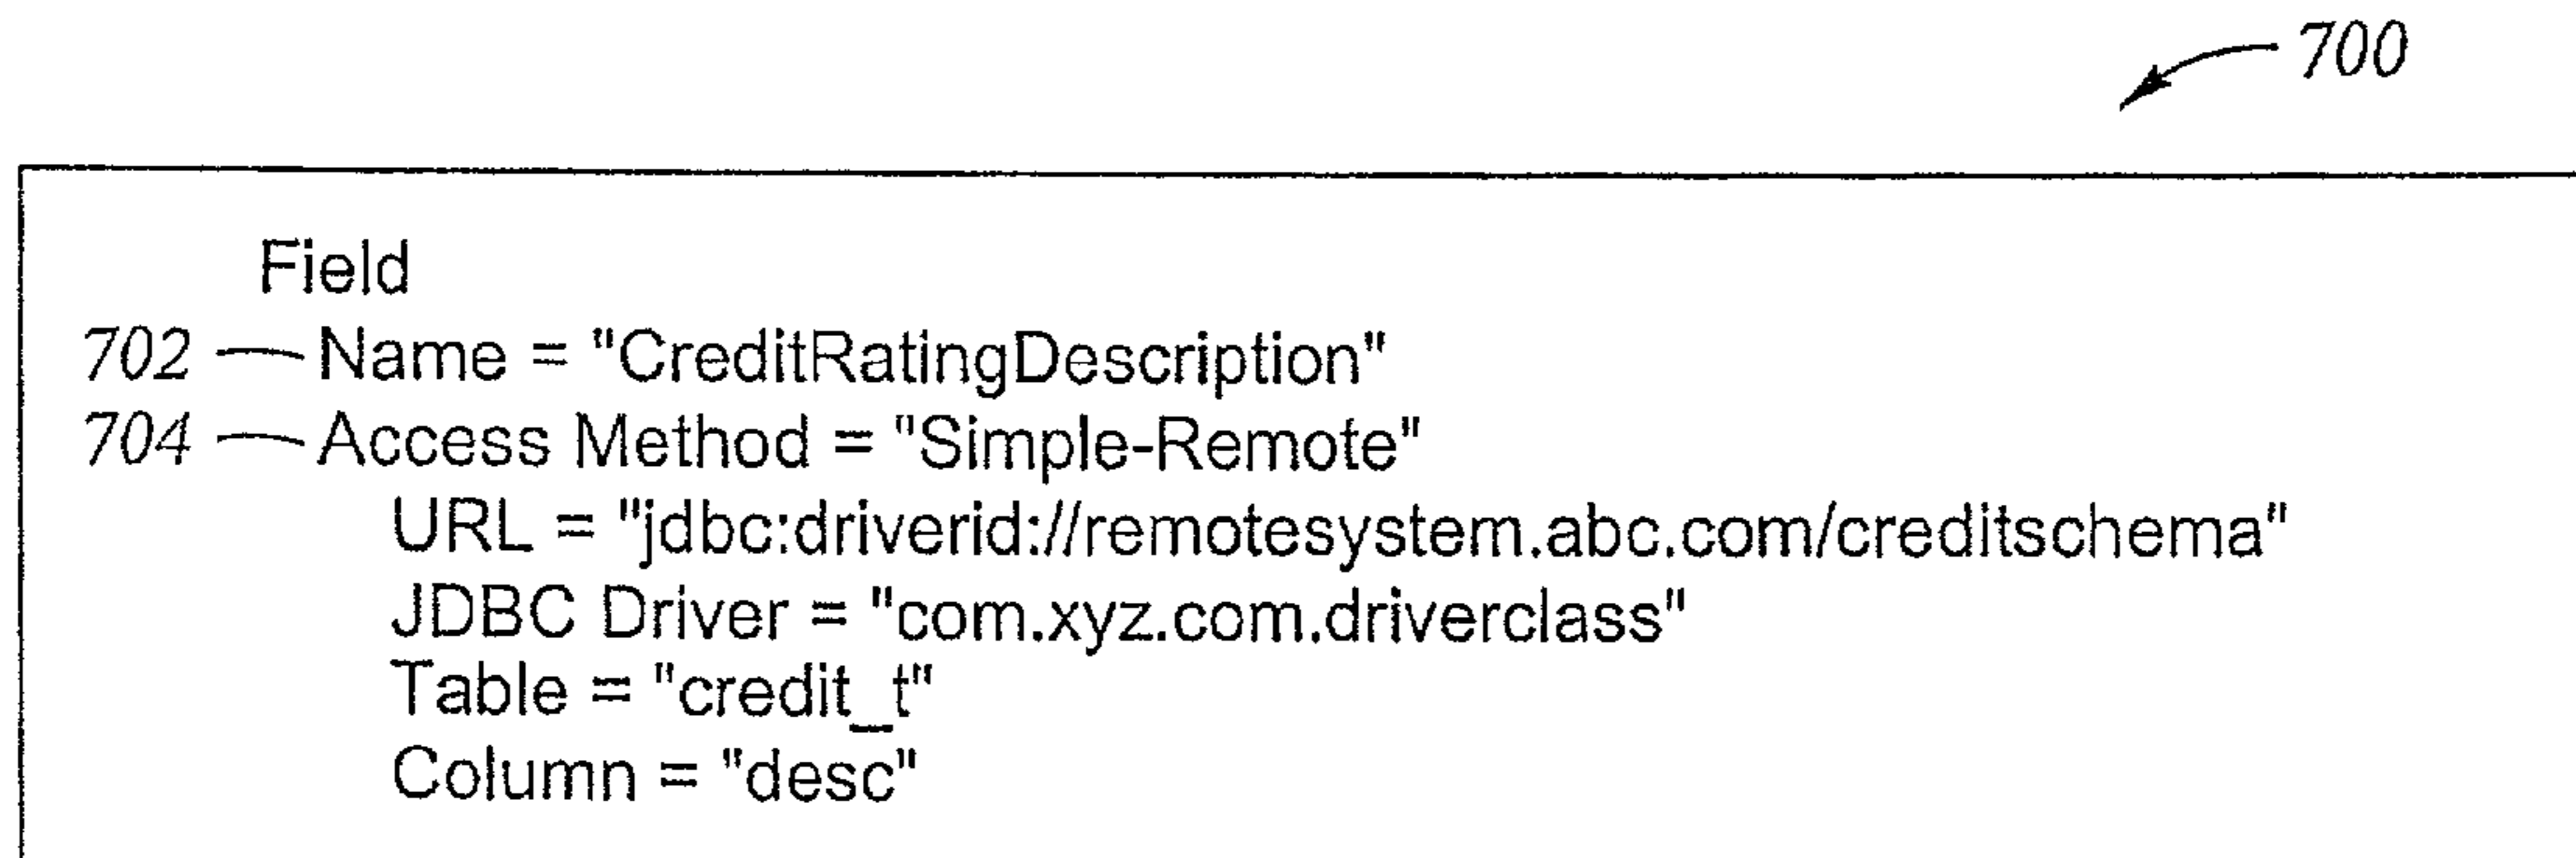 700
Field
702 — Name = "CreditRatingDescription"
704 — Access Method = "Simple-Remote"
URL = "jdbc:driverid://remotesystem.abc.com/creditschema"
JDBC Driver = "com.xyz.com.driverclass"
Table = "credit_t"
Column = "desc"